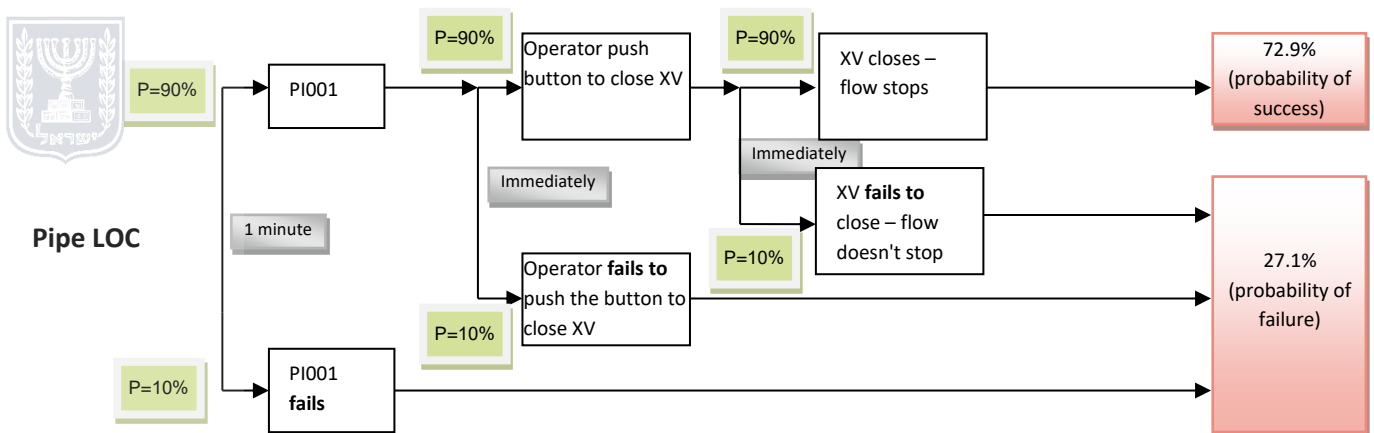 P=90%
P=90%
P=90%
Operator push
button to close XV
XV closes –
flow stops
72.9%
(probability of
success)
PI001
ישראל
Immediately
Immediately
Pipe LOC
1 minute
XV fails to
close – flow
doesn't stop
P=10%
Operator fails to
push the button to
close XV
P=10%
27.1%
(probability of
failure)
P=10%
PI001
fails